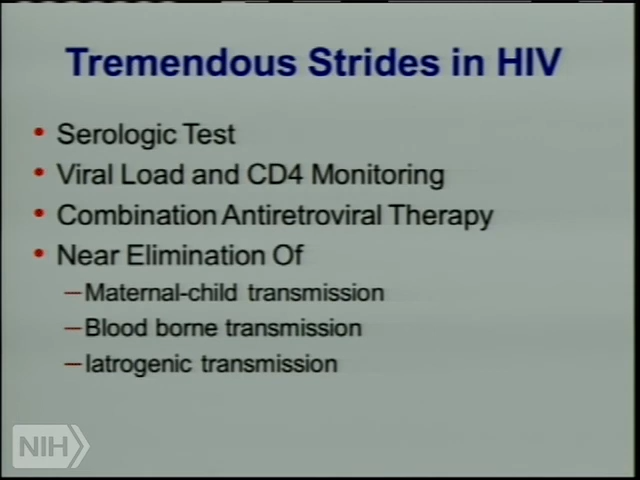 Tremendous Strides in HIV
• Serologic Test
• Viral Load and CD4 Monitoring
• Combination Antiretroviral Therapy
• Near Elimination Of
–Maternal-child transmission
–Blood borne transmission
–Iatrogenic transmission
NIH